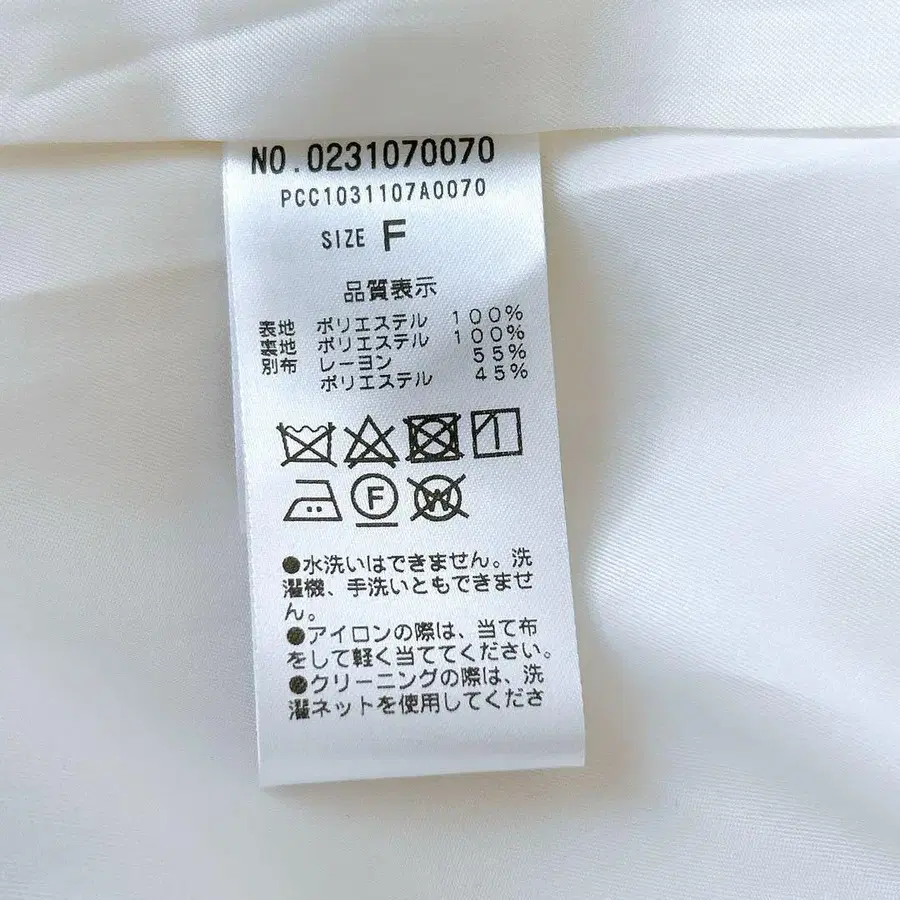 NO.0231070070
PCC1031107A0070
SIZE F
品質表示
表地 ポリエステル 100%
裏地 ポリエステル 100%
別布 レーヨン 55%
ポリエステル 45%
F W
●水洗いはできません。洗
濯機、手洗いともできませ
ん。
●アイロンの際は、当て布
をして軽く当ててください。
●クリーニングの際は、洗
濯ネットを使用してくださ